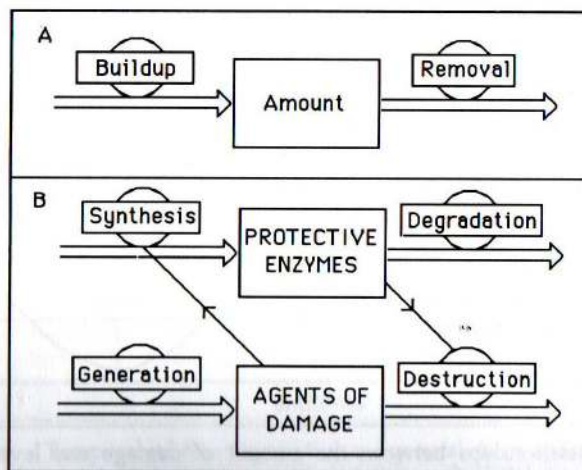 A
Buildup
Amount
Removal
B
Synthesis
PROTECTIVE
ENZYMES
Degradation
Generation
AGENTS OF
DAMAGE
Destruction